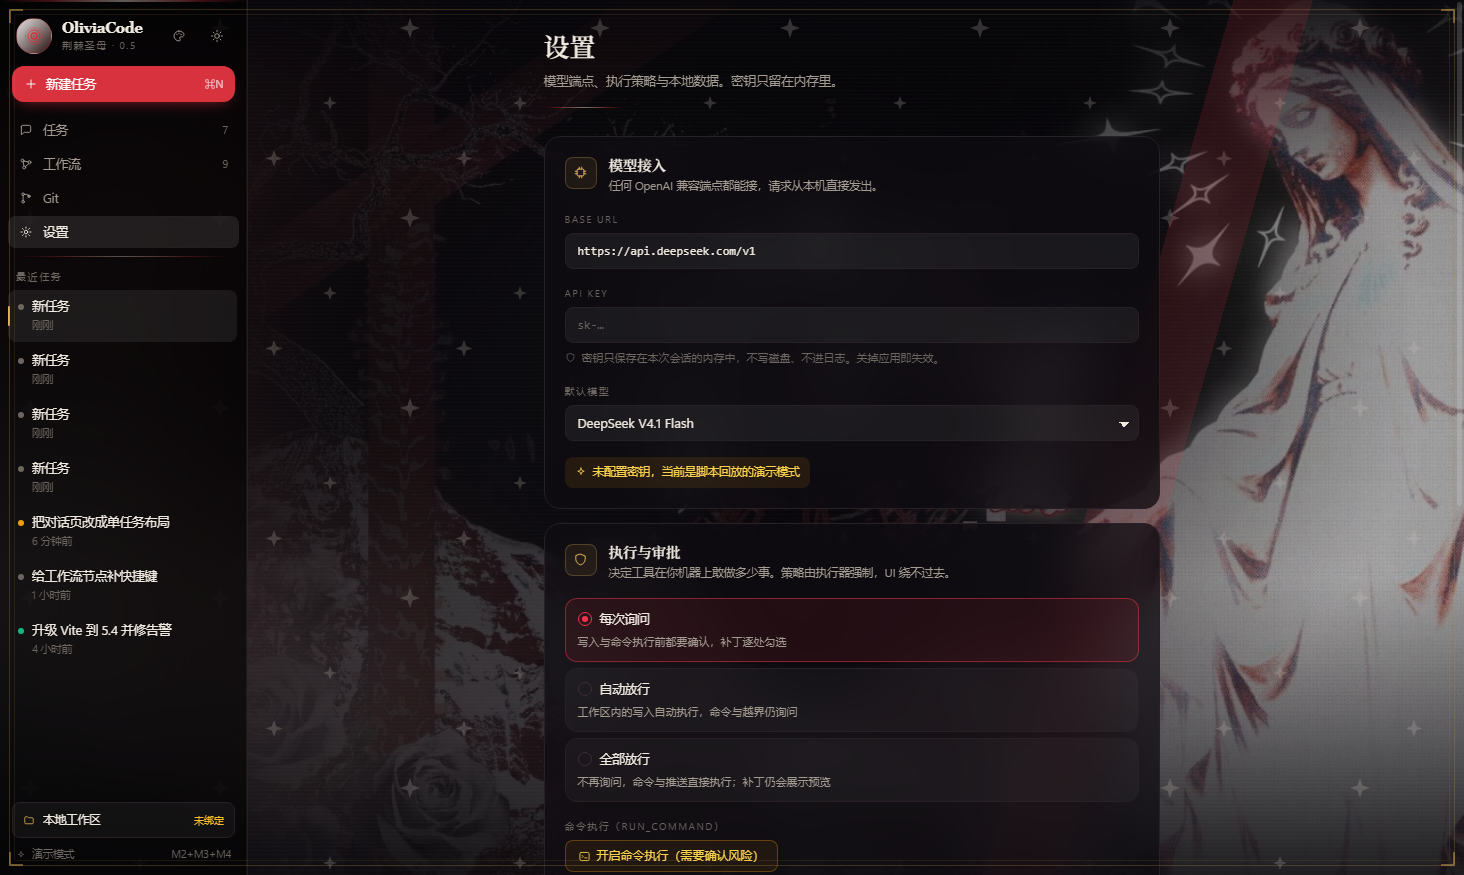 OliviaCode
荆棘圣母 · 0.5
新建任务
⌘N
任务
7
工作流
9
Git
设置
最近任务
新任务
刚刚
新任务
刚刚
新任务
刚刚
新任务
刚刚
把对话页改成单任务布局
6 分钟前
给工作流节点补快捷键
1 小时前
升级 Vite 到 5.4 并修告警
4 小时前
本地工作区
未绑定
演示模式
M2+M3+M4
设置
模型端点、执行策略与本地数据。密钥只留在内存里。
模型接入
任何 OpenAI 兼容端点都能接，请求从本机直接发出。
BASE URL
https://api.deepseek.com/v1
API KEY
sk-…
密钥只保存在本次会话的内存中，不写磁盘、不进日志。关掉应用即失效。
默认模型
DeepSeek V4.1 Flash
未配置密钥，当前是脚本回放的演示模式
执行与审批
决定工具在你机器上敢做多少事。策略由执行器强制，UI 绕不过去。
每次询问
写入与命令执行前都要确认，补丁逐处勾选
自动放行
工作区内的写入自动执行，命令与越界仍询问
全部放行
不再询问，命令与推送直接执行；补丁仍会展示预览
命令执行（RUN_COMMAND）
开启命令执行（需要确认风险）